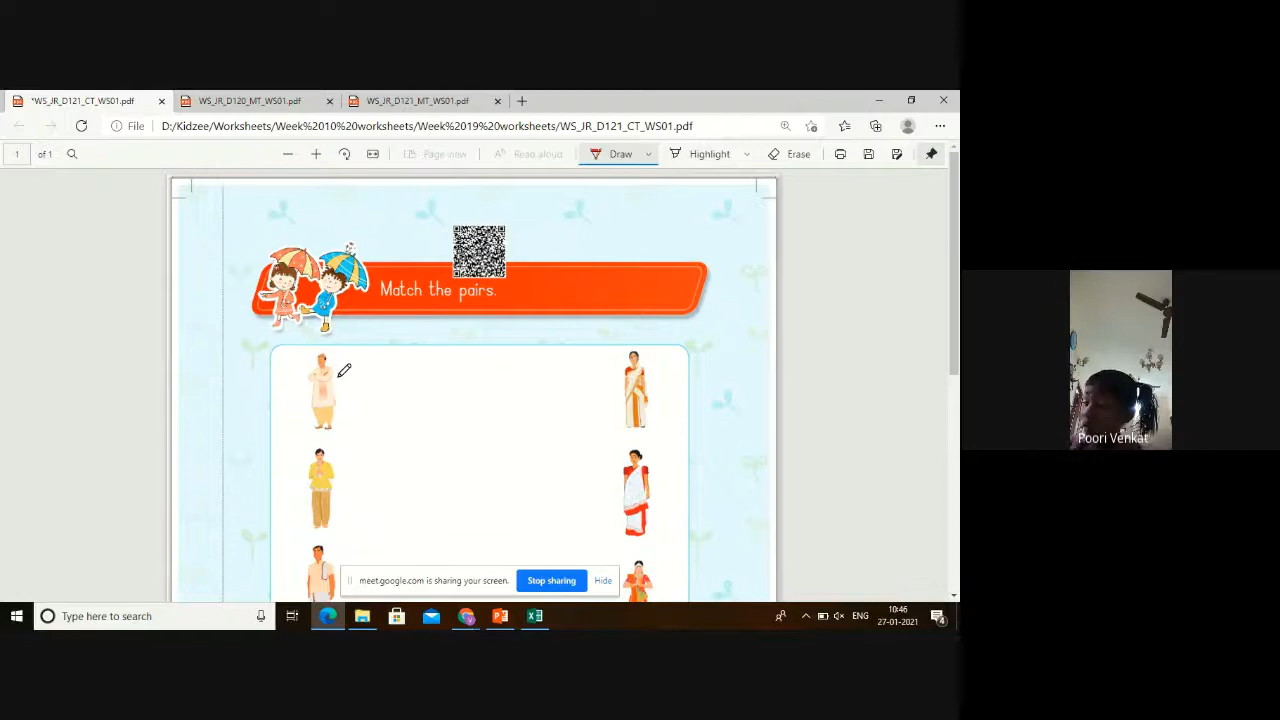 *WS_JR_D121_CT_WS01.pdf
WS_JR_D120_MT_WS01.pdf
WS_JR_D121_MT_WS01.pdf
File
D:/Kidzee/Worksheets/Week%2010%20worksheets/Week%2019%20worksheets/WS_JR_D121_CT_WS01.pdf
1 of 1
Page view
Read aloud
Draw
Highlight
Erase
Match the pairs.
Poori Venkat
meet.google.com is sharing your screen.
Stop sharing
Hide
Type here to search
ENG
10:46
27-01-2021
4